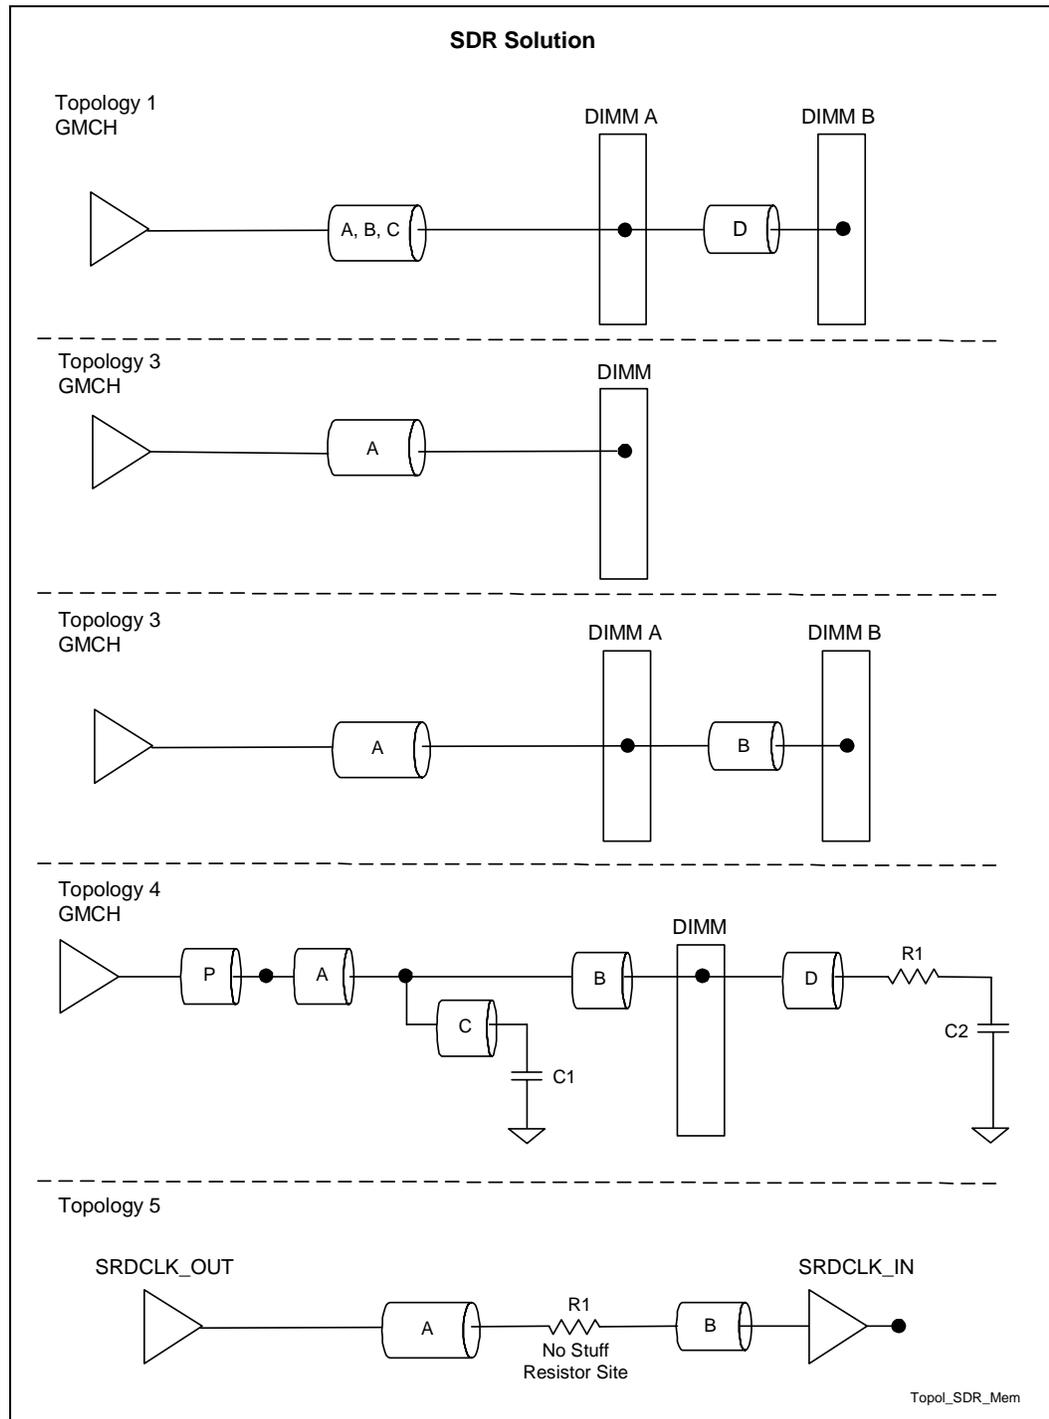 SDR Solution
Topology 1
GMCH
DIMM A
DIMM B
A, B, C
D
Topology 3
GMCH
DIMM
A
Topology 3
GMCH
DIMM A
DIMM B
A
B
Topology 4
GMCH
DIMM
P
A
B
D
R1
C
C1
C2
Topology 5
SRDCLK_OUT
SRDCLK_IN
A
R1
B
No Stuff
Resistor Site
Topol_SDR_Mem